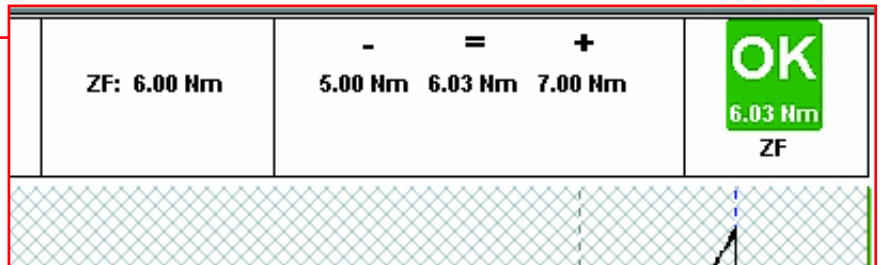 - = +
ZF: 6.00 Nm
5.00 Nm 6.03 Nm 7.00 Nm
OK
6.03 Nm
ZF